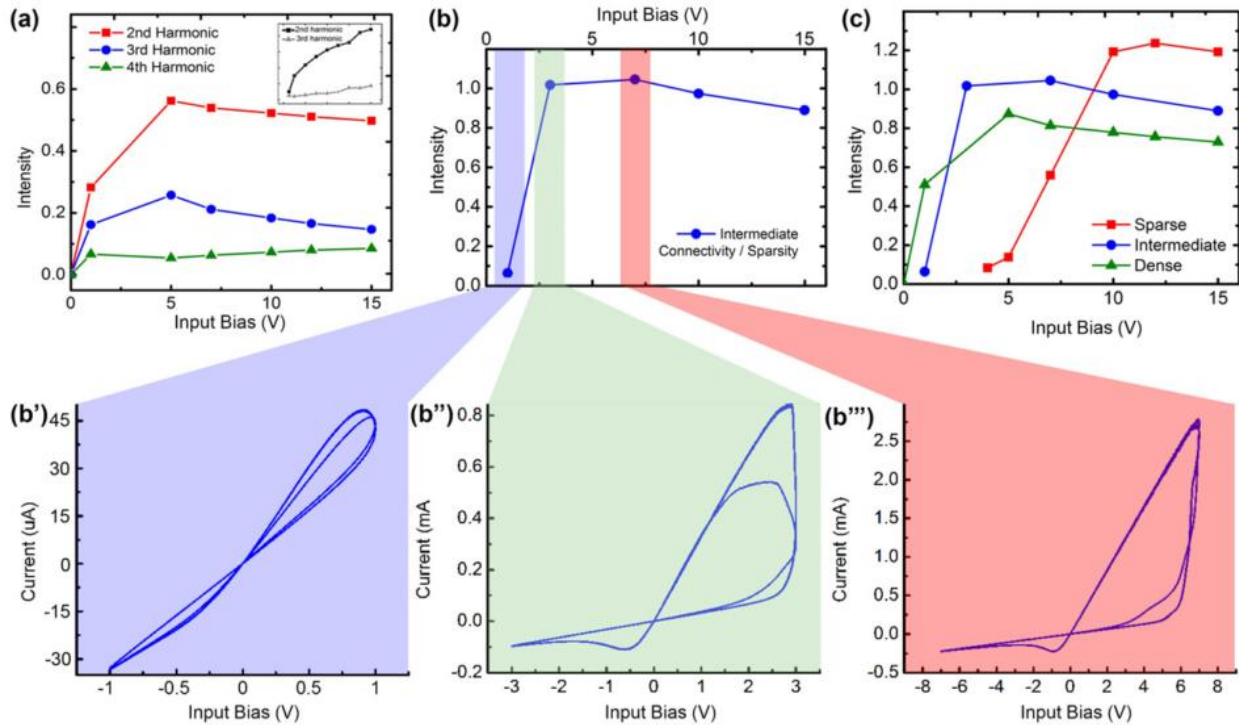 (a)
2nd Harmonic
3rd Harmonic
4th Harmonic
2nd harmonic
3rd harmonic
0.8
0.6
0.4
0.2
0.0
Intensity
0 5 10 15
Input Bias (V)
(b)
Input Bias (V)
0 5 10 15
1.2
1.0
0.8
0.6
0.4
0.2
0.0
Intensity
Intermediate
Connectivity / Sparsity
(c)
1.2
1.0
0.8
0.6
0.4
0.2
0.0
Intensity
Sparse
Intermediate
Dense
0 5 10 15
Input Bias (V)
(b')
45
30
15
0
-15
-30
Current (uA)
-1 -0.5 0 0.5 1
Input Bias (V)
(b'')
0.8
0.6
0.4
0.2
0.0
-0.2
Current (mA
-3 -2 -1 0 1 2 3
Input Bias (V)
(b''')
2.5
2.0
1.5
1.0
0.5
0.0
-0.5
Current (mA)
-8 -6 -4 -2 0 2 4 6 8
Input Bias (V)